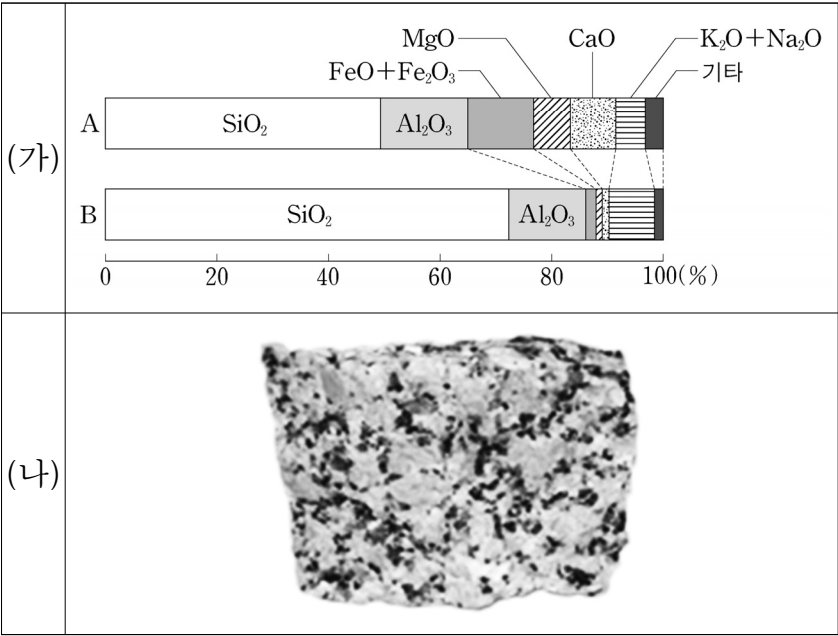 (가)
MgO CaO K₂O+Na₂O
FeO+Fe₂O₃ 기타
A SiO₂ Al₂O₃
B SiO₂ Al₂O₃
0 20 40 60 80 100(%)
(나)